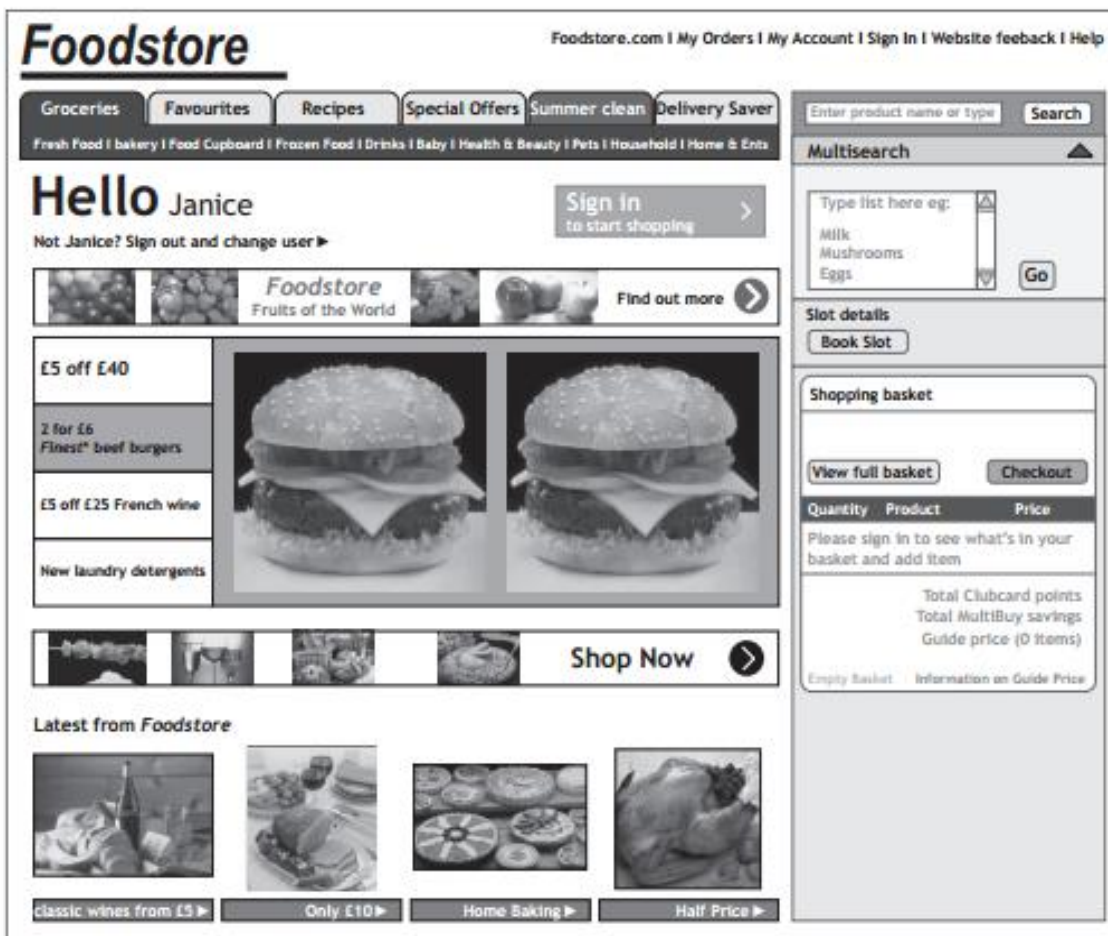 Foodstore
Foodstore.com I My Orders I My Account I Sign In I Website feeback I Help
Groceries Favourites Recipes Special Offers Summer clean Delivery Saver
Fresh Food I bakery I Food Cupboard I Frozen Food I Drinks I Baby I Health & Beauty I Pets I Household I Home & Ents
Hello Janice
Not Janice? Sign out and change user
Sign in
to start shopping
Foodstore
Fruits of the World
Find out more
£5 off £40
2 for £6
Finest* beef burgers
£5 off £25 French wine
New laundry detergents
Shop Now
Latest from Foodstore
classic wines from £5
Only £10
Home Baking
Half Price
Enter product name or type
Search
Multisearch
Type list here eg:
Milk
Mushrooms
Eggs
Go
Slot details
Book Slot
Shopping basket
View full basket
Checkout
Quantity Product Price
Please sign in to see what's in your
basket and add item
Total Clubcard points
Total MultiBuy savings
Guide price (0 items)
Empty Basket Information on Guide Price